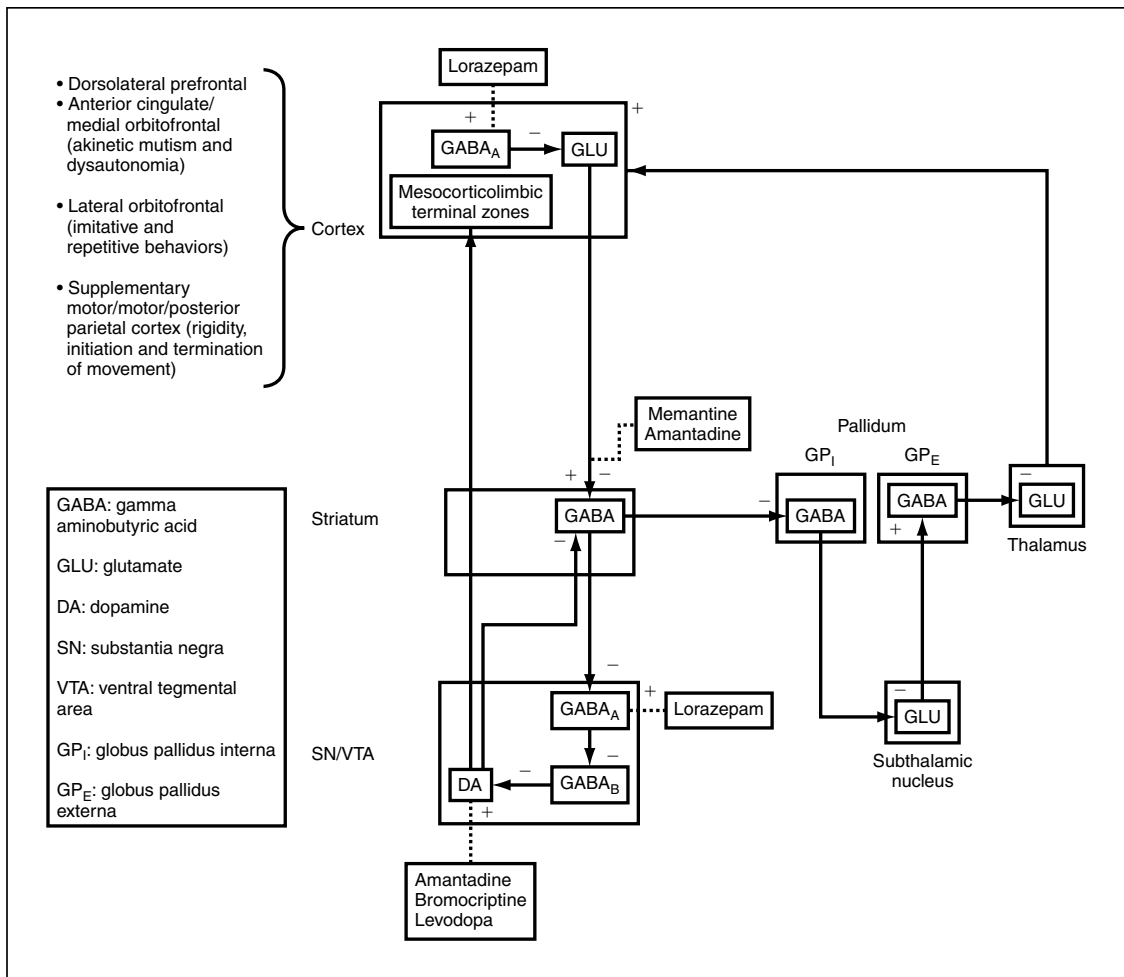 Lorazepam
• Dorsolateral prefrontal
• Anterior cingulate/
medial orbitofrontal
(akinetic mutism and
dysautonomia)
• Lateral orbitofrontal
(imitative and
repetitive behaviors)
• Supplementary
motor/motor/posterior
parietal cortex (rigidity,
initiation and termination
of movement)
Cortex
+
+
−
GABAA
GLU
Mesocorticolimbic
terminal zones
Memantine
Amantadine
Pallidum
GPI
GPE
+
−
Striatum
GABA
−
−
GABA
GABA
+
−
GLU
Thalamus
GABA: gamma
aminobutyric acid
GLU: glutamate
DA: dopamine
SN: substantia negra
VTA: ventral tegmental
area
GPI: globus pallidus interna
GPE: globus pallidus
externa
−
+
GABAA
Lorazepam
−
SN/VTA
DA
−
GABAB
+
−
GLU
Subthalamic
nucleus
Amantadine
Bromocriptine
Levodopa